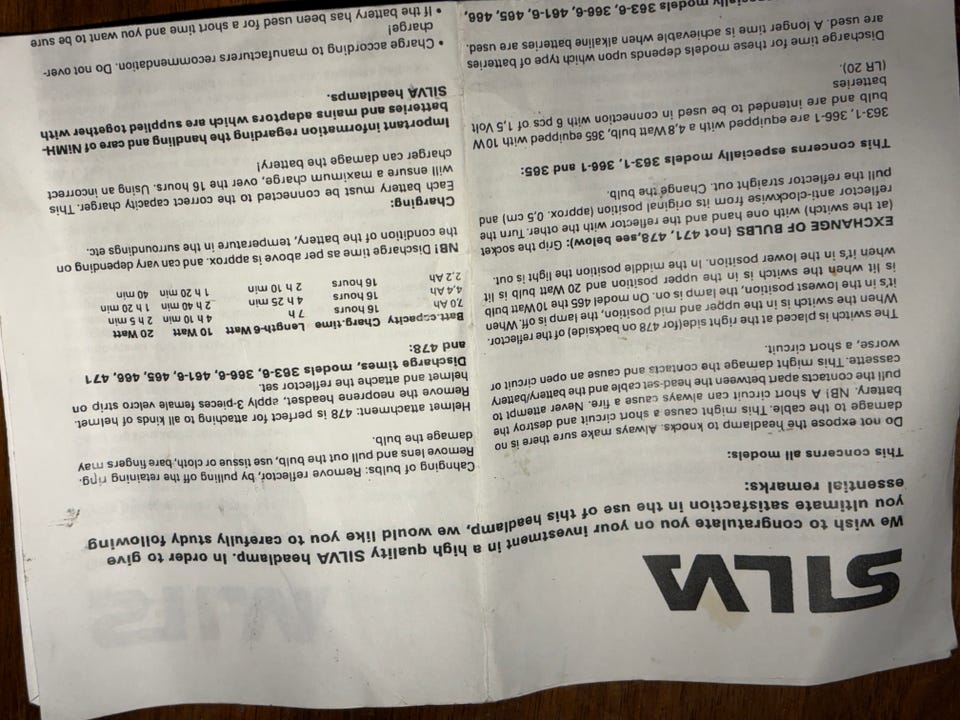 SILVA
We wish to congratulate you on your investment in a high quality SILVA headlamp. In order to give
you ultimate satisfaction in the use of this headlamp, we would like you to carefully study following
essential remarks:
This concerns all models:
Do not expose the headlamp to knocks. Always make sure there is no
damage to the cable. This might cause a short circuit and destroy the
battery. NB! A short circuit can always cause a fire. Never attempt to
pull the contacts apart between the head-set cable and the battery/battery
cassette. This might damage the contacts and cause an open circuit or
worse, a short circuit.
The switch is placed at the right side(for 478 on backside) of the reflector.
When the switch is in the upper and mid position, the lamp is off. When
it's in the lowest position, the lamp is on. On model 465 the 10 Watt bulb
is lit when the switch is in the upper position and 20 Watt bulb is lit
when it's in the lower position. In the middle position the light is out.
EXCHANGE OF BULBS (not 471, 478,see below): Grip the socket
(at the switch) with one hand and the reflector with the other. Turn the
reflector anti-clockwise from its original position (approx. 0,5 cm) and
pull the reflector straight out. Change the bulb.
This concerns especially models 363-1, 366-1 and 365:
363-1, 366-1 are equipped with a 4,8 Watt bulb, 365 equipped with 10 W
bulb and are intended to be used in connection with 6 pcs of 1,5 Volt
batteries
(LR 20).
Discharge time for these models depends upon which type of batteries
are used. A longer time is achievable when alkaline batteries are used.
especially models 363-6, 366-6, 461-6, 465, 466,
Cahnging of bulbs: Remove reflector, by pulling off the retaining ring.
Remove lens and pull out the bulb, use tissue or cloth, bare fingers may
damage the bulb.
Helmet attachment: 478 is perfect for attaching to all kinds of helmet.
Remove the neoprene headset, apply 3-pieces female velcro strip on
helmet and attache the reflector set.
Discharge times, models 363-6, 366-6, 461-6, 465, 466, 471
and 478:
Batt.capacity Charg-time Length-6 Watt 10 Watt 20 Watt
7,0 Ah 16 hours 7 h 4 h 10 min 2 h 5 min
4,4 Ah 16 hours 4 h 25 min 2 h 40 min 1 h 20 min
2,2 Ah 16 hours 2 h 10 min 1 h 20 min 40 min
NB! Discharge time as per above is approx. and can vary depending on
the condition of the battery, temperature in the surroundings etc.
Charging:
Each battery must be connected to the correct capacity charger. This
will ensure a maximum charge, over the 16 hours. Using an incorrect
charger can damage the battery!
Important information regarding the handling and care of NiMH-
batteries and mains adaptors which are supplied together with
SILVA headlamps.
• Charge according to manufacturers recommendation. Do not over-
charge!
• If the battery has been used for a short time and you want to be sure